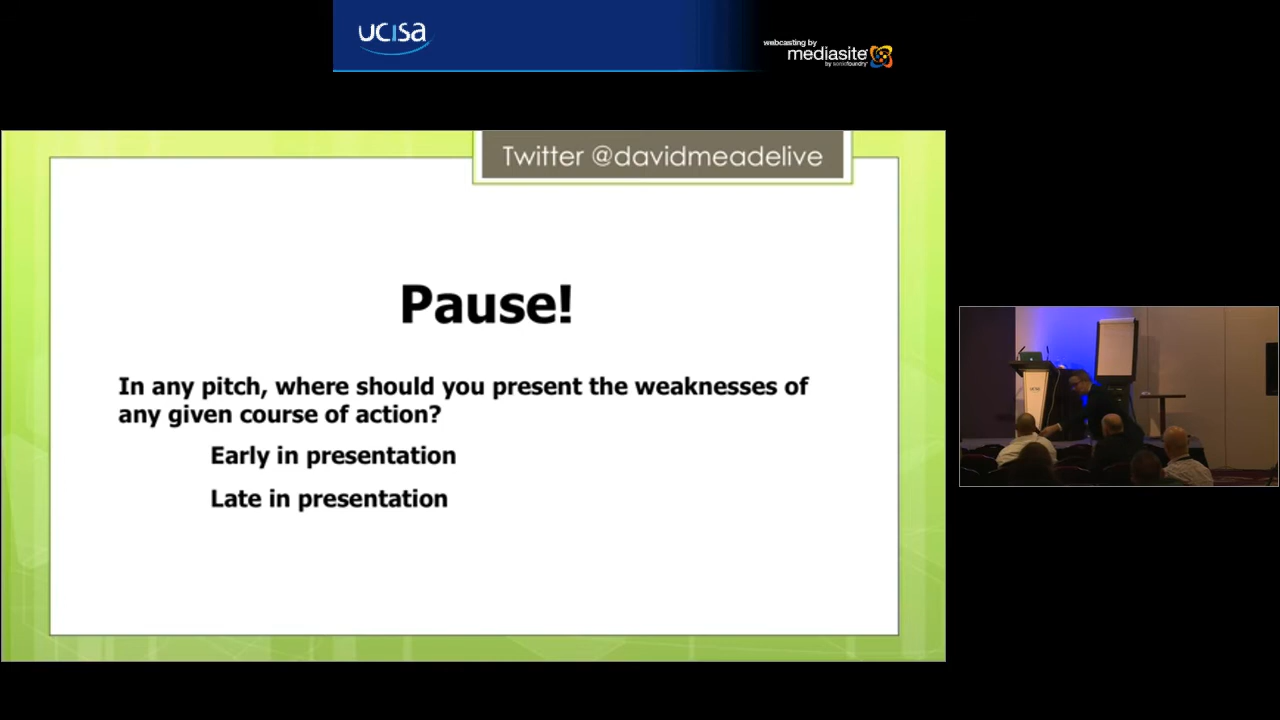 ucisa
webcasting by
mediasite
by sonicfoundry
Twitter @davidmeadelive
Pause!
In any pitch, where should you present the weaknesses of
any given course of action?
Early in presentation
Late in presentation